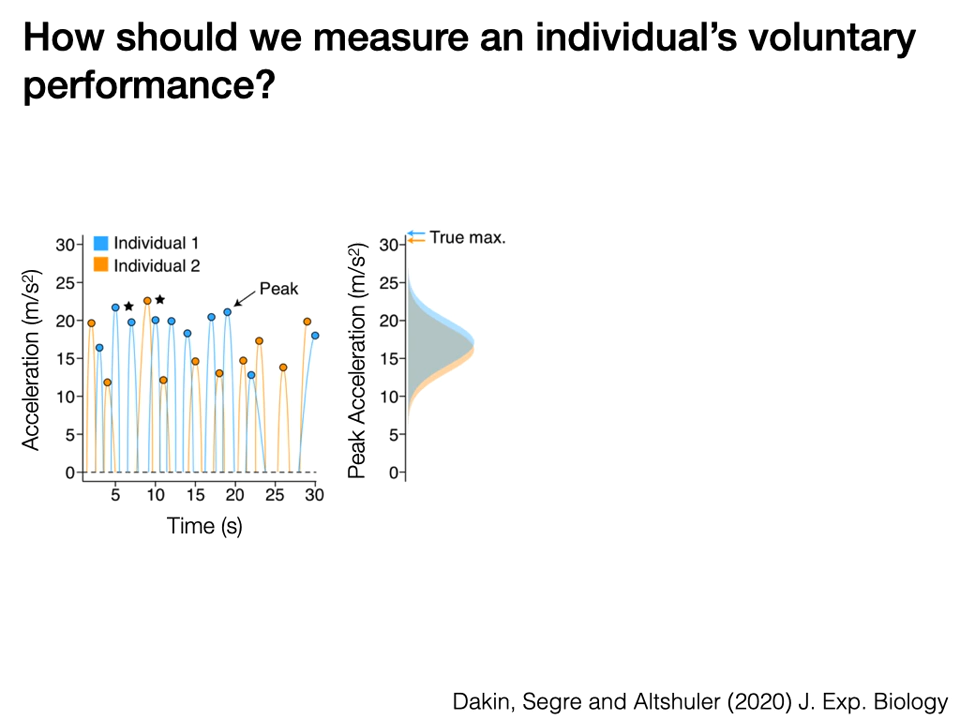 How should we measure an individual's voluntary
performance?
Individual 1
Individual 2
Peak
Acceleration (m/s²)
30
25
20
15
10
5
0
5 10 15 20 25 30
Time (s)
True max.
Peak Acceleration (m/s²)
30
25
20
15
10
5
0
Dakin, Segre and Altshuler (2020) J. Exp. Biology